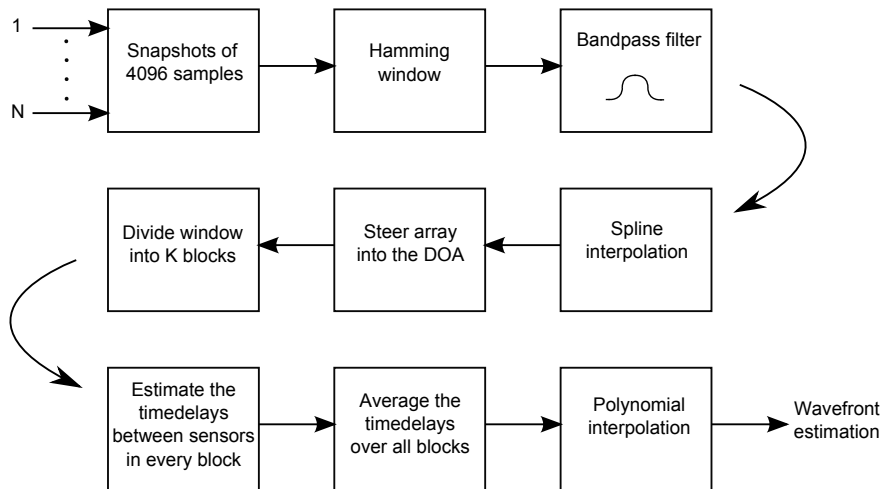 1
N
Snapshots of
4096 samples
Hamming
window
Bandpass filter
Divide window
into K blocks
Steer array
into the DOA
Spline
interpolation
Estimate the
timedelays
between sensors
in every block
Average the
timedelays
over all blocks
Polynomial
interpolation
Wavefront
estimation